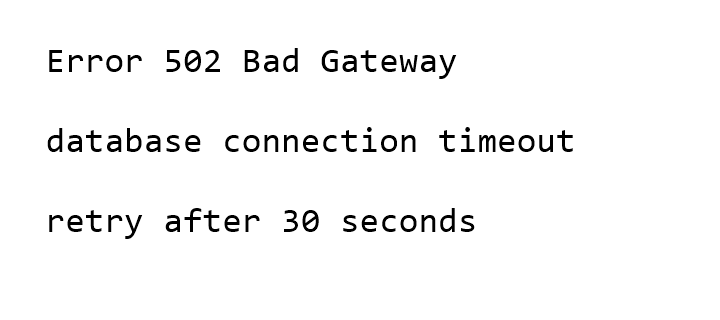 Error 502 Bad Gateway
database connection timeout
retry after 30 seconds